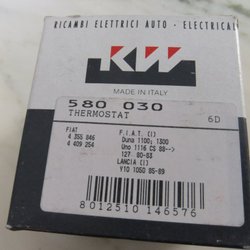 RICAMBI ELETTRICI AUTO - ELECTRICAL
KW
MADE IN ITALY
580 030
THERMOSTAT
6D
FIAT
4 355 846
4 409 254
F.I.A.T. (I)
Duna 1100; 1300
Uno 1116 CS 88-->
127 80-83
LANCIA (I)
Y10 1050 85-89
8012510 146576